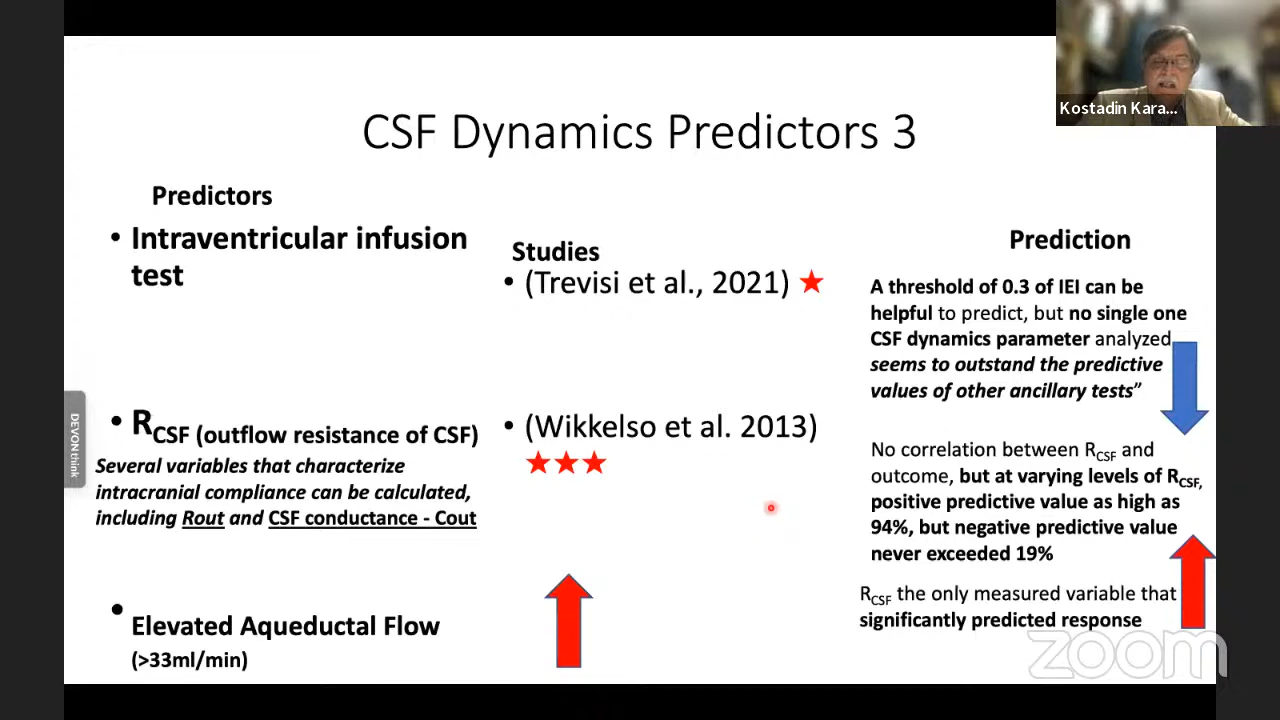 Kostadin Kara...
CSF Dynamics Predictors 3
Predictors
• Intraventricular infusion
test
• RCSF (outflow resistance of CSF)
Several variables that characterize
intracranial compliance can be calculated,
including Rout and CSF conductance - Cout
•
Elevated Aqueductal Flow
(>33ml/min)
Studies
• (Trevisi et al., 2021) ★
• (Wikkelso et al. 2013)
★★★
Prediction
A threshold of 0.3 of IEI can be
helpful to predict, but no single one
CSF dynamics parameter analyzed
seems to outstand the predictive
values of other ancillary tests”
No correlation between RCSF and
outcome, but at varying levels of RCSF,
positive predictive value as high as
94%, but negative predictive value
never exceeded 19%
RCSF the only measured variable that
significantly predicted response
DEVONthink
zoom